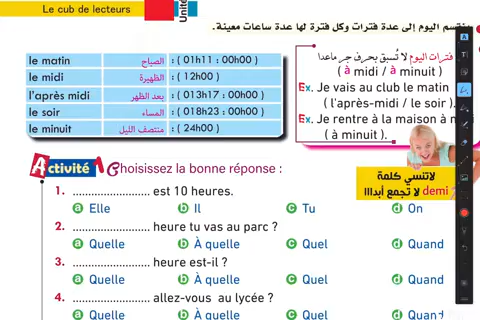 Le cub de lecteurs
Unité
ينقسم اليوم إلى عدة فترات وكل فترة لها عدة ساعات معينة.
le matin الصباح : ( 01h11 : 00h00 )
le midi الظهيرة : ( 12h00 )
l'après midi بعد الظهر : ( 013h17 : 00h00 )
le soir المساء : ( 018h23 : 00h00 )
le minuit منتصف الليل : ( 24h00 )
فترات اليوم لا تُسبق بحرف جر ماعدا
( à midi / à minuit )
Ex. Je vais au club le matin
( l'après-midi / le soir ).
Ex. Je rentre à la maison à
( à minuit ).
Activité 1 Choisissez la bonne réponse :
لاتنسي كلمة
demi لا تجمع أبداااا
1. ......................... est 10 heures.
a Elle b Il c Tu d On
2. ......................... heure tu vas au parc ?
a Quelle b À quelle c Quel d Quand
3. ......................... heure est-il ?
a Quelle b À quelle c Quel d Quand
4. ......................... allez-vous au lycée ?
a Quelle b À quelle c Quel d Quand